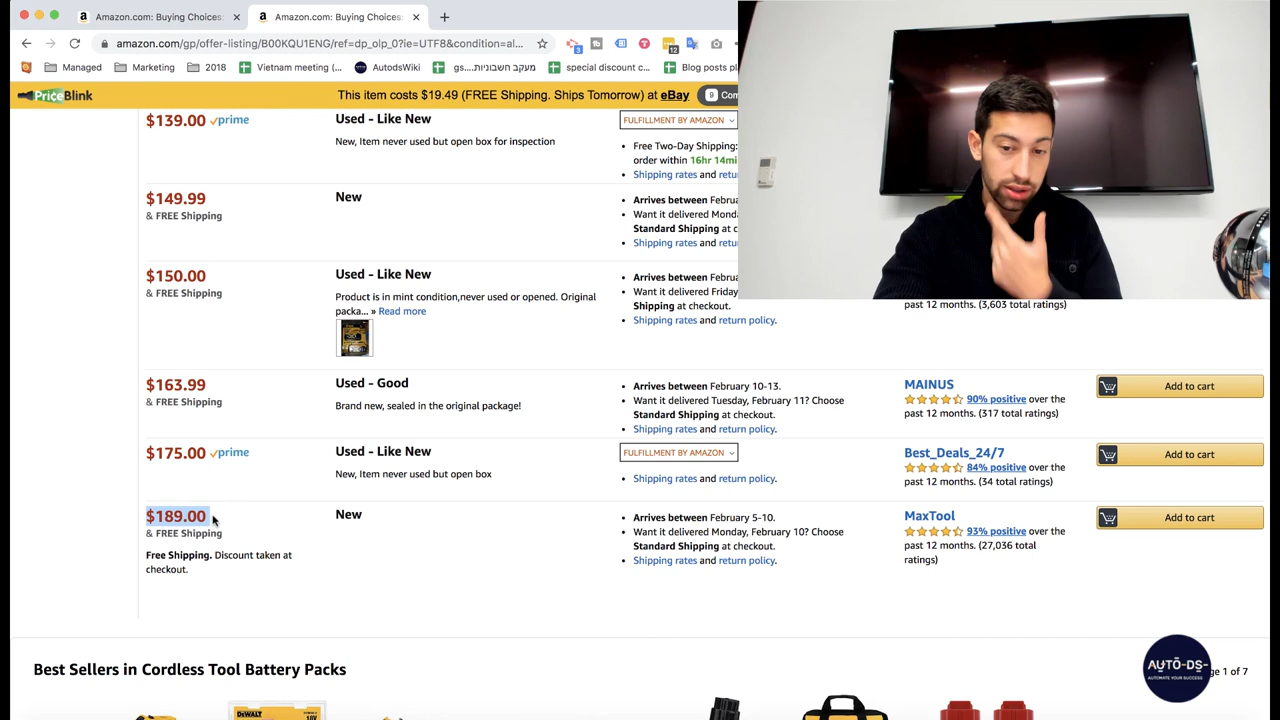 Amazon.com: Buying Choices:
Amazon.com: Buying Choices:
amazon.com/gp/offer-listing/B00KQU1ENG/ref=dp_olp_0?ie=UTF8&condition=al...
3
12
Managed
Marketing
2018
Vietnam meeting (...
AutodsWiki
gs....מעקב חשבוניות
special discount c...
Blog posts pl
PriceBlink
This item costs $19.49 (FREE Shipping. Ships Tomorrow) at eBay
9 Com
$139.00 prime
Used - Like New
New, Item never used but open box for inspection
FULFILLMENT BY AMAZON
Free Two-Day Shipping:
order within 16hr 14mi
Shipping rates and retu
$149.99
& FREE Shipping
New
Arrives between Februa
Want it delivered Mond
Standard Shipping at c
Shipping rates and retu
$150.00
& FREE Shipping
Used - Like New
Product is in mint condition,never used or opened. Original
packa... » Read more
Arrives between Februa
Want it delivered Friday
Shipping at checkout.
Shipping rates and return policy.
past 12 months. (3,603 total ratings)
$163.99
& FREE Shipping
Used - Good
Brand new, sealed in the original package!
Arrives between February 10-13.
Want it delivered Tuesday, February 11? Choose
Standard Shipping at checkout.
Shipping rates and return policy.
MAINUS
90% positive over the
past 12 months. (317 total ratings)
Add to cart
$175.00 prime
Used - Like New
New, Item never used but open box
FULFILLMENT BY AMAZON
Shipping rates and return policy.
Best_Deals_24/7
84% positive over the
past 12 months. (34 total ratings)
Add to cart
$189.00
& FREE Shipping
Free Shipping. Discount taken at
checkout.
New
Arrives between February 5-10.
Want it delivered Monday, February 10? Choose
Standard Shipping at checkout.
Shipping rates and return policy.
MaxTool
93% positive over the
past 12 months. (27,036 total
ratings)
Add to cart
Best Sellers in Cordless Tool Battery Packs
ge 1 of 7
AUTO-DS-
AUTOMATE YOUR SUCCESS
DEWALT
18V